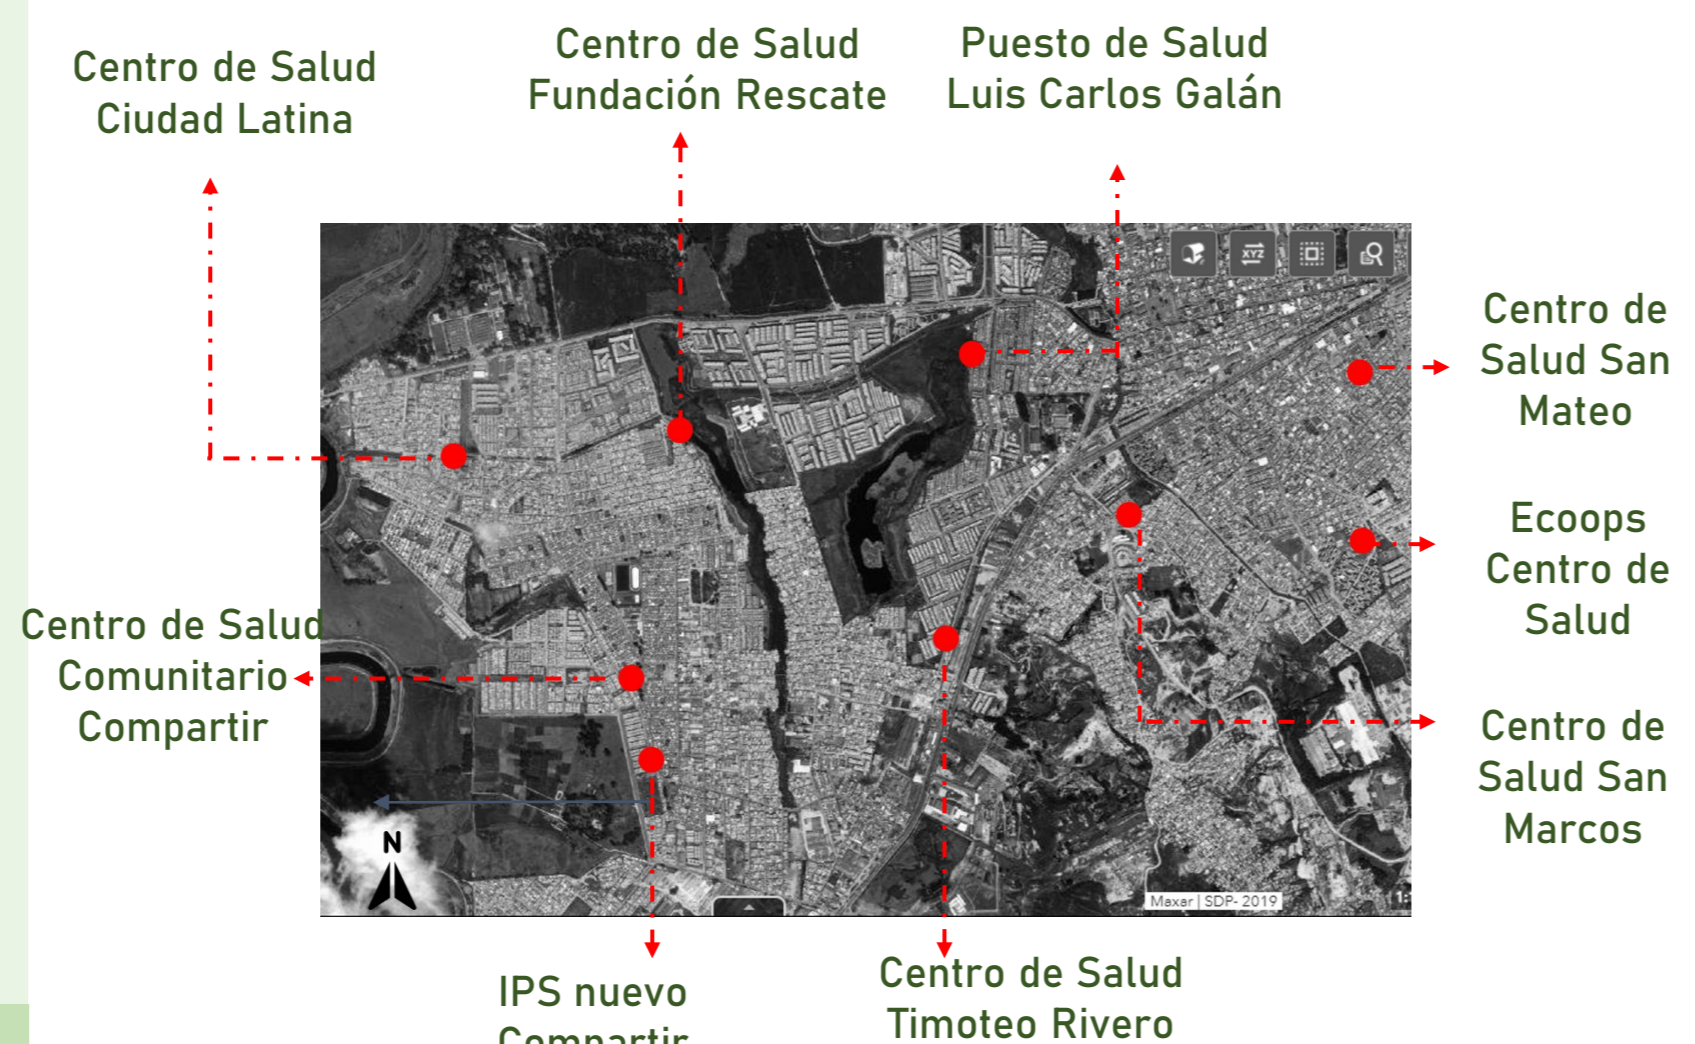 Centro de Salud
Ciudad Latina
Centro de Salud
Fundación Rescate
Puesto de Salud
Luis Carlos Galán
XYZ
Centro de
Salud San
Mateo
Ecoops
Centro de
Salud
Centro de Salud
Comunitario
Compartir
Centro de
Salud San
Marcos
N
Maxar | SDP- 2019
1:
IPS nuevo
Compartir
Centro de Salud
Timoteo Rivero